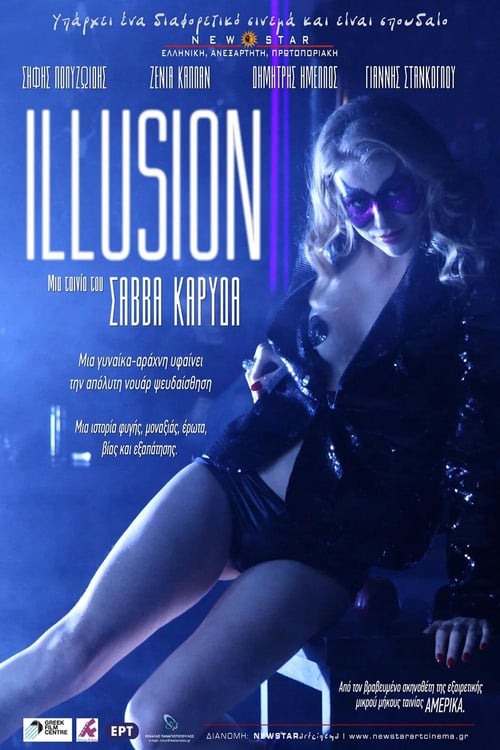 Υπάρχει ένα διαφορετικό σινεμά και είναι σπουδαίο
NEW STAR
ΕΛΛΗΝΙΚΗ, ΑΝΕΞΑΡΤΗΤΗ, ΠΡΩΤΟΠΟΡΙΑΚΗ
ΣΗΦΗΣ ΠΟΛΥΖΩΙΔΗΣ ΖΕΝΙΑ ΚΑΠΛΑΝ ΔΗΜΗΤΡΗΣ ΗΜΕΛΛΟΣ ΓΙΑΝΝΗΣ ΣΤΑΝΚΟΓΛΟΥ
ILLUSION
Μια ταινία του
ΣΑΒΒΑ ΚΑΡΥΔΑ
Μια γυναίκα-αράχνη υφαίνει
την απόλυτη νουάρ ψευδαίσθηση
Μια ιστορία φυγής, μοναξιάς, έρωτα,
βίας και εξαπάτησης.
Από τον βραβευμένο σκηνοθέτη της εξαιρετικής
μικρού μήκους ταινίας ΑΜΕΡΙΚΑ.
GREEK
FILM
CENTRE
ΕΡΤ
ΔΙΑΝΟΜΗ: NEWSTAR art cinema | www.newstarartcinema.gr